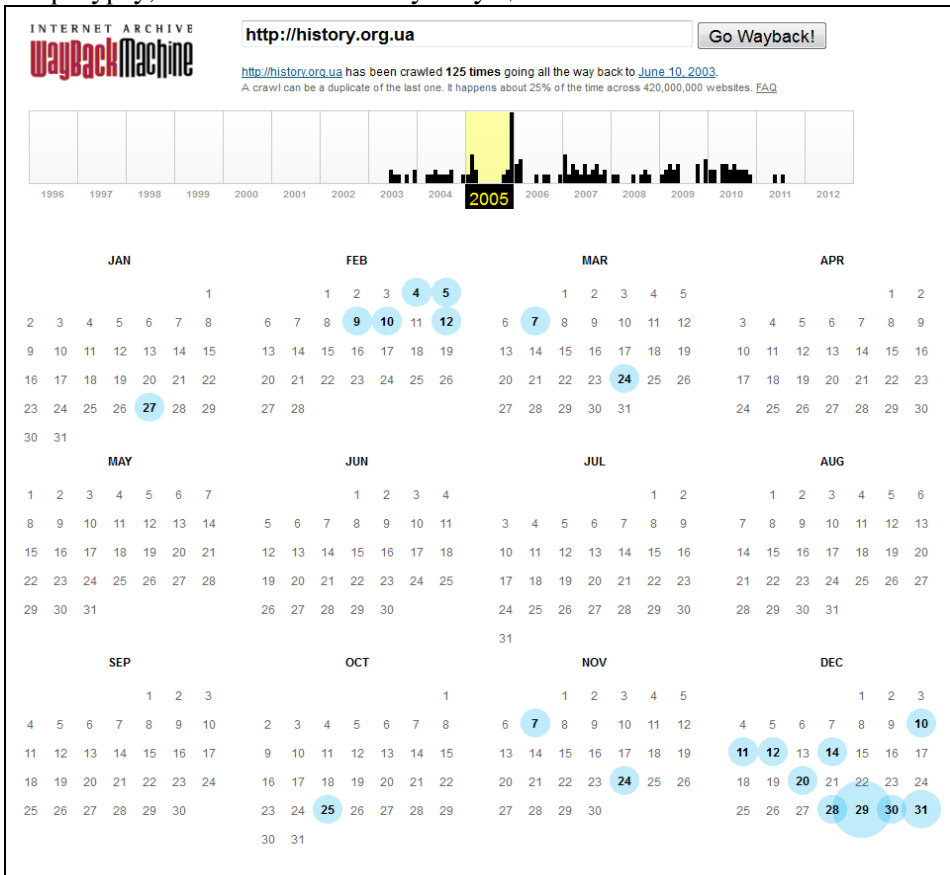 INTERNET ARCHIVE
WayBackMachine
http://history.org.ua
Go Wayback!
http://history.org.ua has been crawled 125 times going all the way back to June 10, 2003.
A crawl can be a duplicate of the last one. It happens about 25% of the time across 420,000,000 websites. FAQ
1996 1997 1998 1999 2000 2001 2002 2003 2004 2005 2006 2007 2008 2009 2010 2011 2012
JAN FEB MAR APR
1 1 2 3 4 5 1 2 3 4 5 1 2
2 3 4 5 6 7 8 6 7 8 9 10 11 12 6 7 8 9 10 11 12 3 4 5 6 7 8 9
9 10 11 12 13 14 15 13 14 15 16 17 18 19 13 14 15 16 17 18 19 10 11 12 13 14 15 16
16 17 18 19 20 21 22 20 21 22 23 24 25 26 20 21 22 23 24 25 26 17 18 19 20 21 22 23
23 24 25 26 27 28 29 27 28 27 28 29 30 31 24 25 26 27 28 29 30
30 31
MAY JUN JUL AUG
1 2 3 4 5 6 7 1 2 3 4 1 2 1 2 3 4 5 6
8 9 10 11 12 13 14 5 6 7 8 9 10 11 3 4 5 6 7 8 9 7 8 9 10 11 12 13
15 16 17 18 19 20 21 12 13 14 15 16 17 18 10 11 12 13 14 15 16 14 15 16 17 18 19 20
22 23 24 25 26 27 28 19 20 21 22 23 24 25 17 18 19 20 21 22 23 21 22 23 24 25 26 27
29 30 31 26 27 28 29 30 24 25 26 27 28 29 30 28 29 30 31
31
SEP OCT NOV DEC
1 2 3 1 1 2 3 4 5 1 2 3
4 5 6 7 8 9 10 2 3 4 5 6 7 8 6 7 8 9 10 11 12 4 5 6 7 8 9 10
11 12 13 14 15 16 17 9 10 11 12 13 14 15 13 14 15 16 17 18 19 11 12 13 14 15 16 17
18 19 20 21 22 23 24 16 17 18 19 20 21 22 20 21 22 23 24 25 26 18 19 20 21 22 23 24
25 26 27 28 29 30 23 24 25 26 27 28 29 27 28 29 30 25 26 27 28 29 30 31
30 31